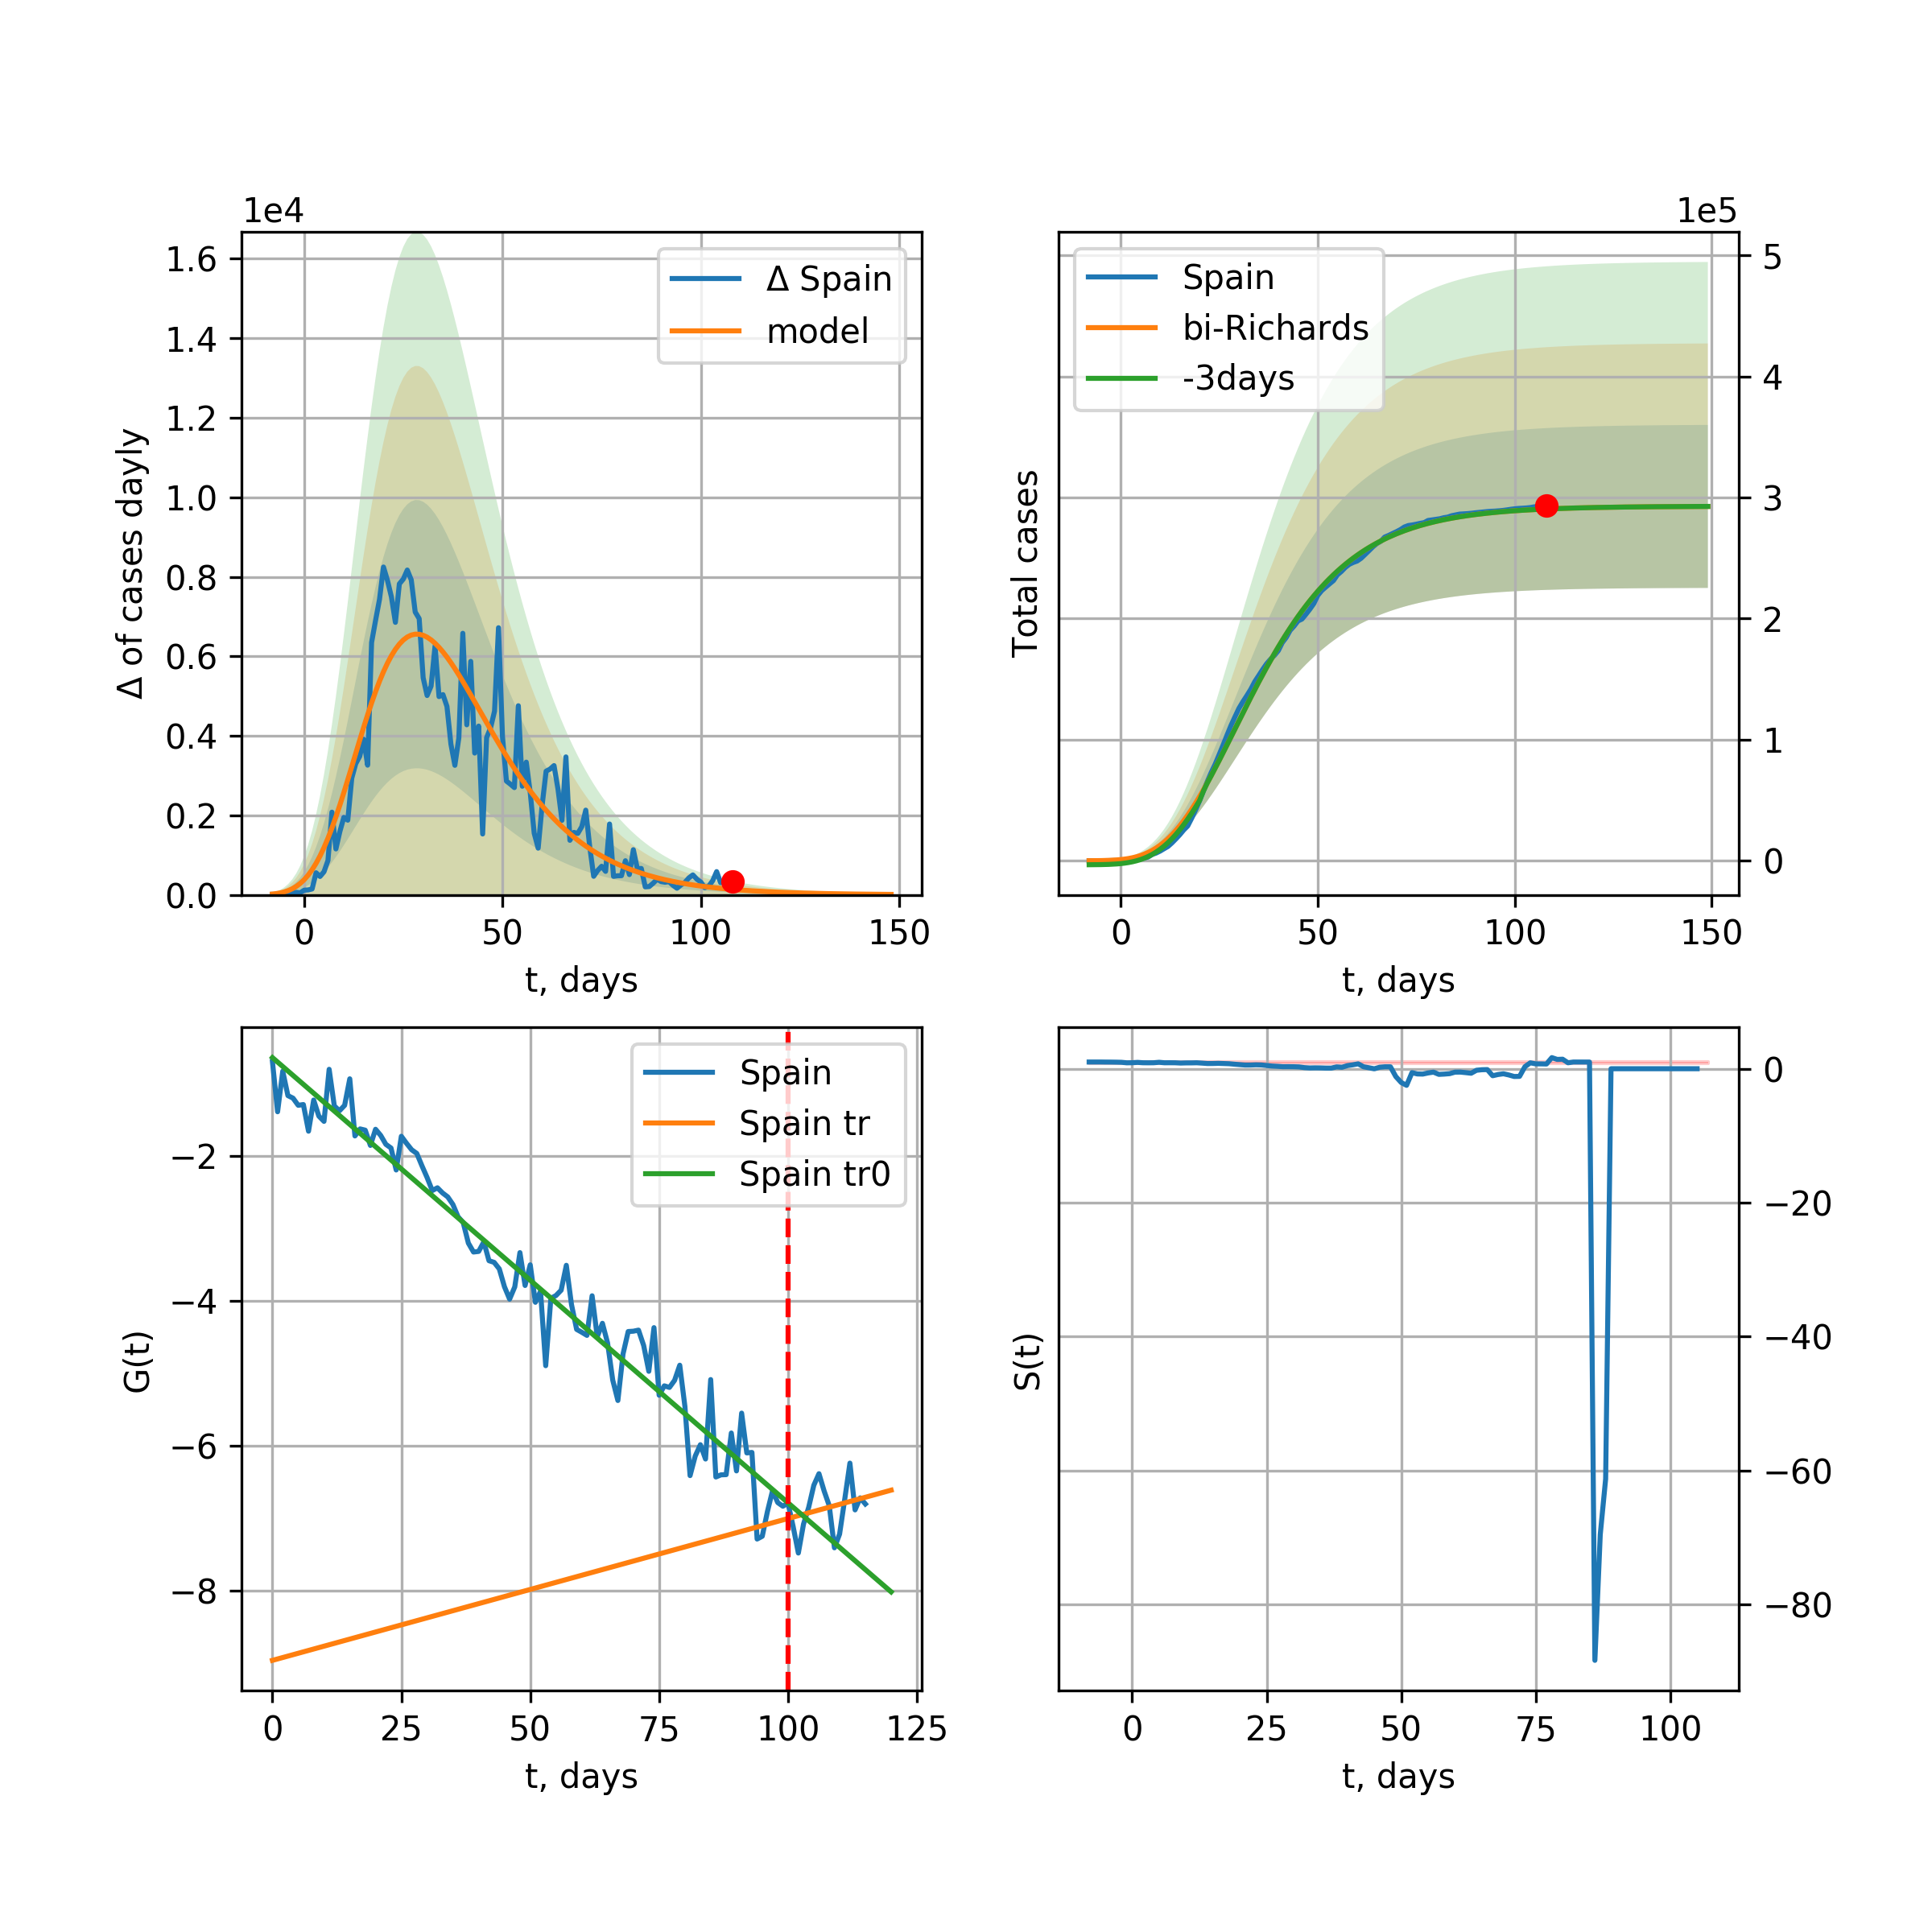 1e4
Δ of cases dayly
1.6
1.4
1.2
1.0
0.8
0.6
0.4
0.2
0.0
Δ Spain
model
0 50 100 150
t, days
1e5
Total cases
Spain
bi-Richards
-3days
5
4
3
2
1
0
0 50 100 150
t, days
G(t)
−2
−4
−6
−8
Spain
Spain tr
Spain tr0
0 25 50 75 100 125
t, days
S(t)
0
−20
−40
−60
−80
0 25 50 75 100
t, days